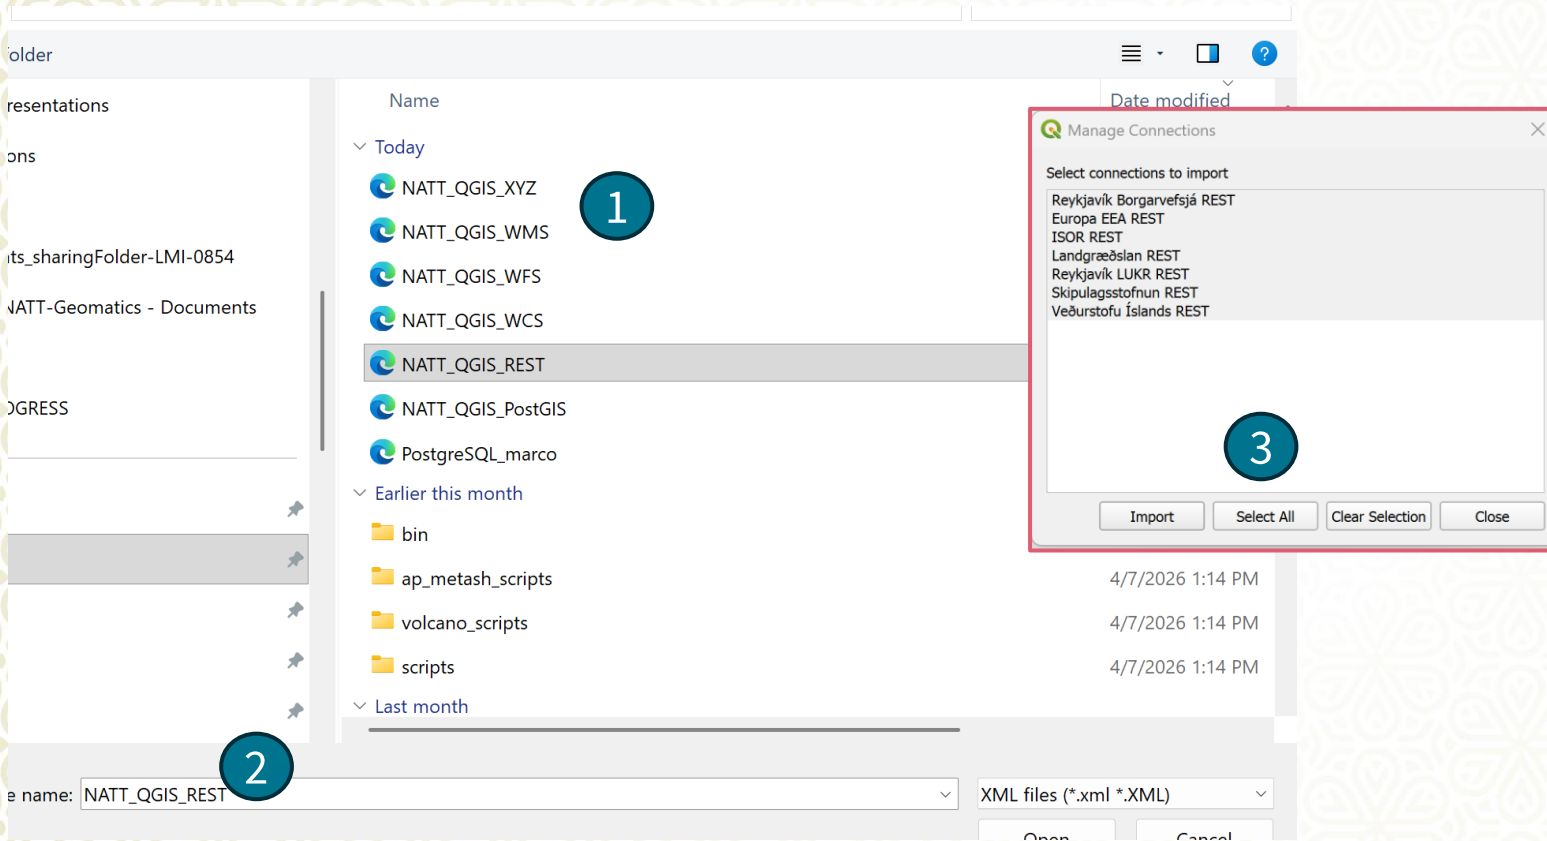 older
resentations
ons
ts_sharingFolder-LMI-0854
NATT-Geomatics - Documents
OGRESS
Name
Date modified
Today
NATT_QGIS_XYZ
NATT_QGIS_WMS
NATT_QGIS_WFS
NATT_QGIS_WCS
NATT_QGIS_REST
NATT_QGIS_PostGIS
PostgreSQL_marco
Earlier this month
bin
ap_metash_scripts
4/7/2026 1:14 PM
volcano_scripts
4/7/2026 1:14 PM
scripts
4/7/2026 1:14 PM
Last month
1
2
e name:
NATT_QGIS_REST
XML files (*.xml *.XML)
Open
Cancel
?
Manage Connections
Select connections to import
Reykjavík Borgarvefsjá REST
Europa EEA REST
ISOR REST
Landgræðslan REST
Reykjavík LUKR REST
Skipulagsstofnun REST
Veðurstofu Íslands REST
3
Import
Select All
Clear Selection
Close